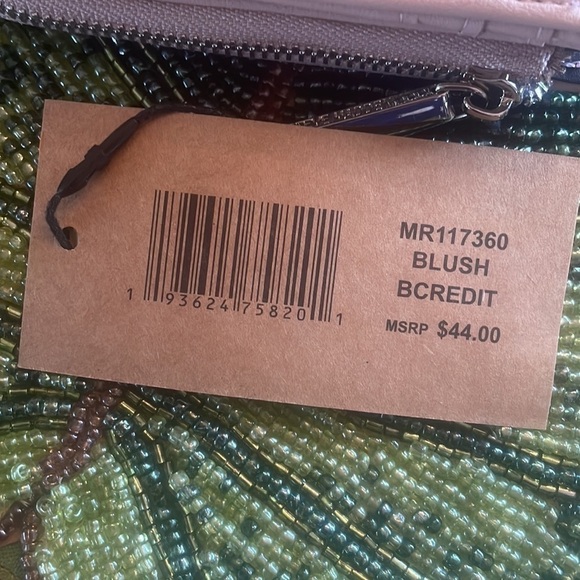 1 93624 75820 1
MR117360
BLUSH
BCREDIT
MSRP $44.00